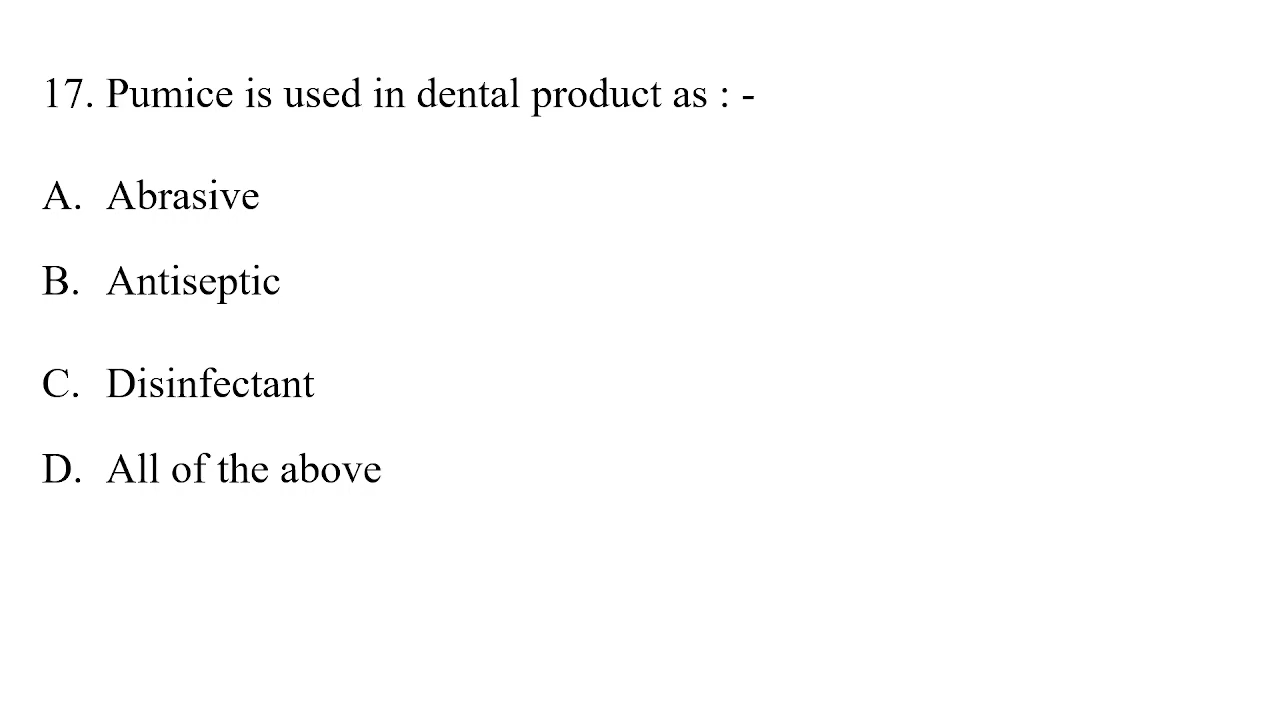 17. Pumice is used in dental product as : -
A. Abrasive
B. Antiseptic
C. Disinfectant
D. All of the above